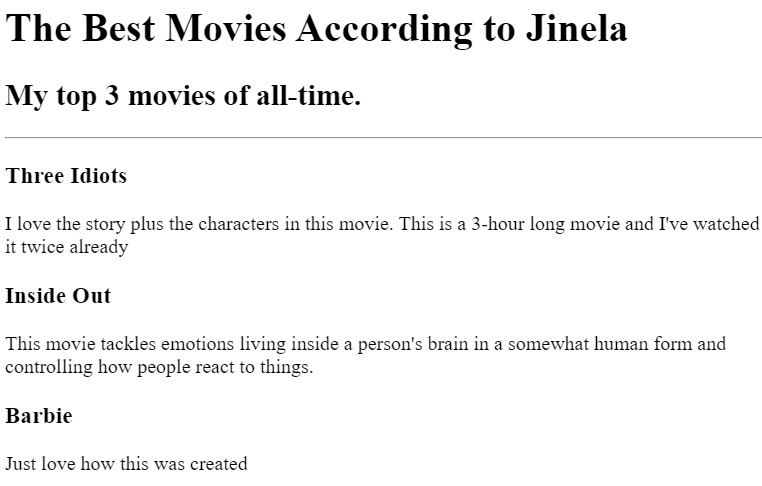 The Best Movies According to Jinela
My top 3 movies of all-time.
Three Idiots
I love the story plus the characters in this movie. This is a 3-hour long movie and I've watched
it twice already
Inside Out
This movie tackles emotions living inside a person's brain in a somewhat human form and
controlling how people react to things.
Barbie
Just love how this was created